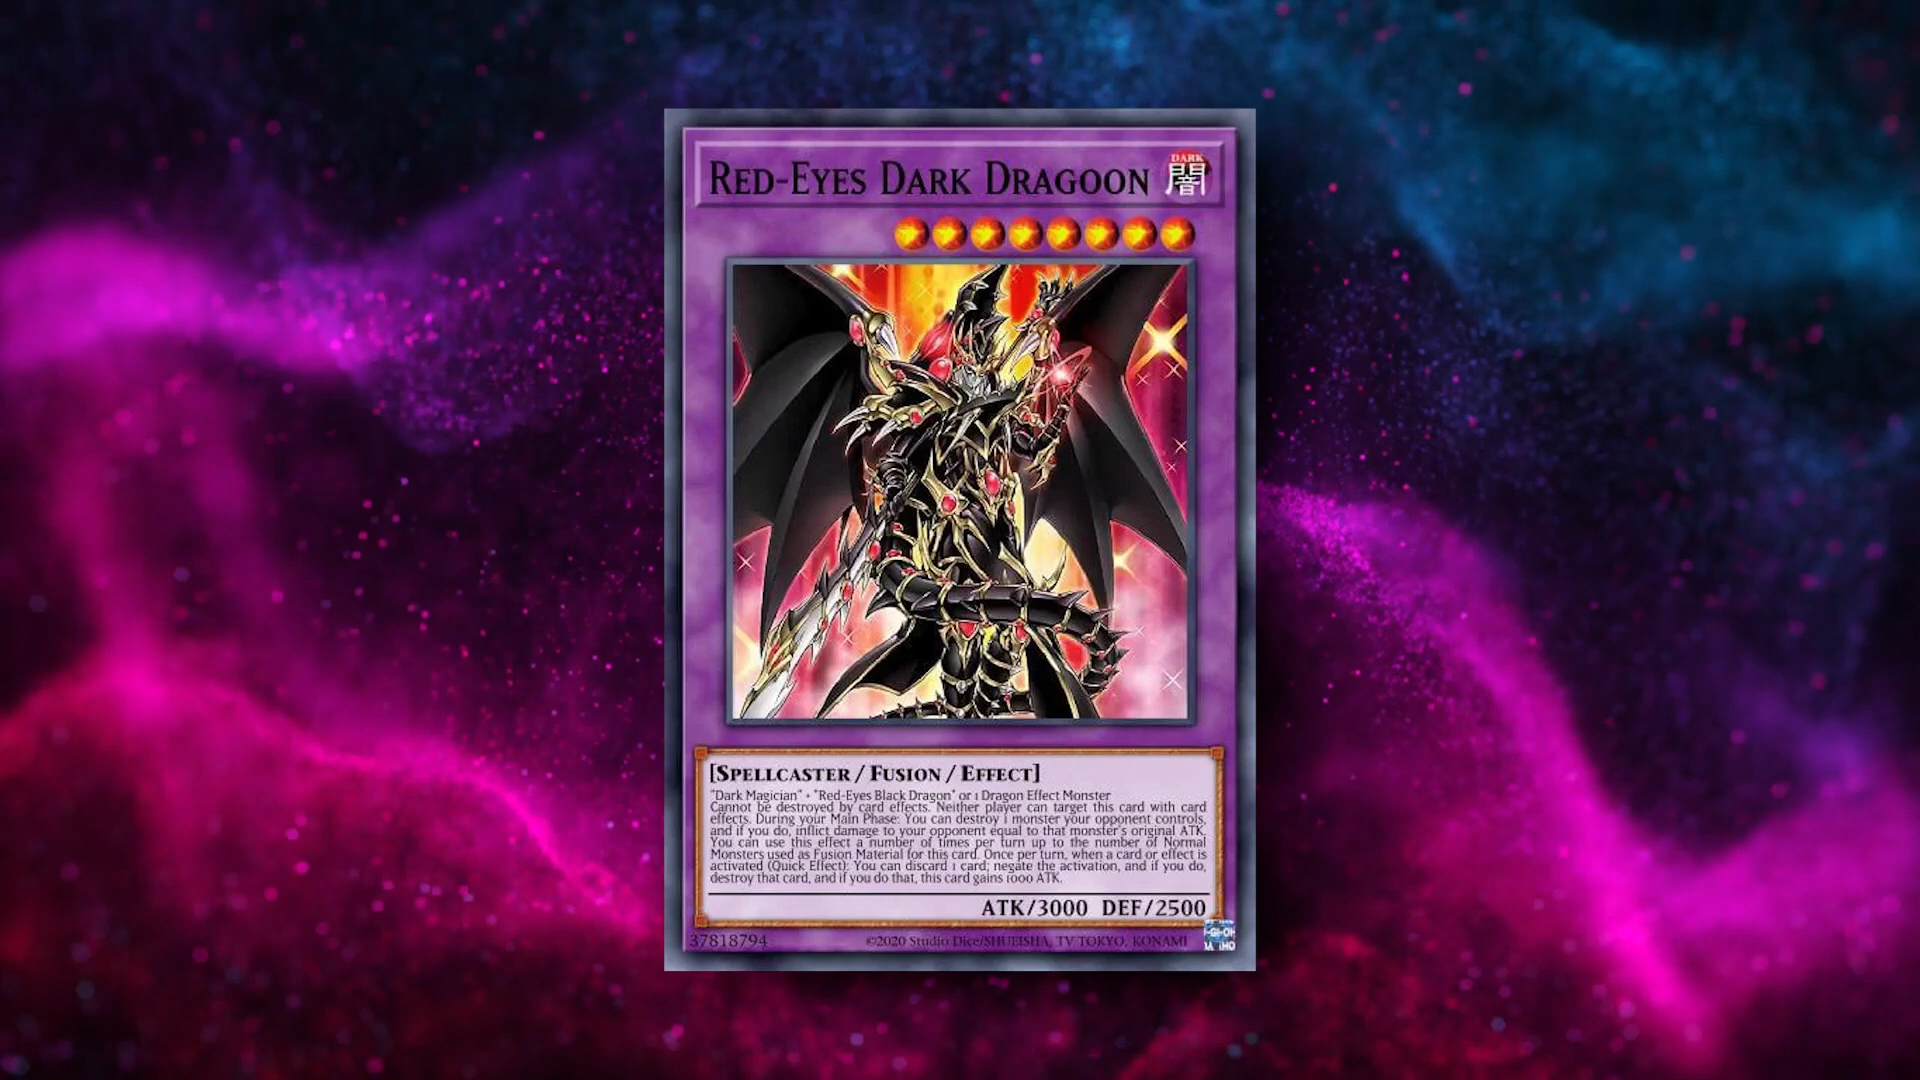 RED-EYES DARK DRAGOON
DARK
闇
[SPELLCASTER / FUSION / EFFECT]
"Dark Magician" + "Red-Eyes Black Dragon" or 1 Dragon Effect Monster
Cannot be destroyed by card effects. Neither player can target this card with card
effects. During your Main Phase: You can destroy 1 monster your opponent controls,
and if you do, inflict damage to your opponent equal to that monster's original ATK.
You can use this effect a number of times per turn up to the number of Normal
Monsters used as Fusion Material for this card. Once per turn, when a card or effect is
activated (Quick Effect): You can discard 1 card; negate the activation, and if you do,
destroy that card, and if you do that, this card gains 1000 ATK.
ATK/3000 DEF/2500
37818794
©2020 Studio Dice/SHUEISHA, TV TOKYO, KONAMI